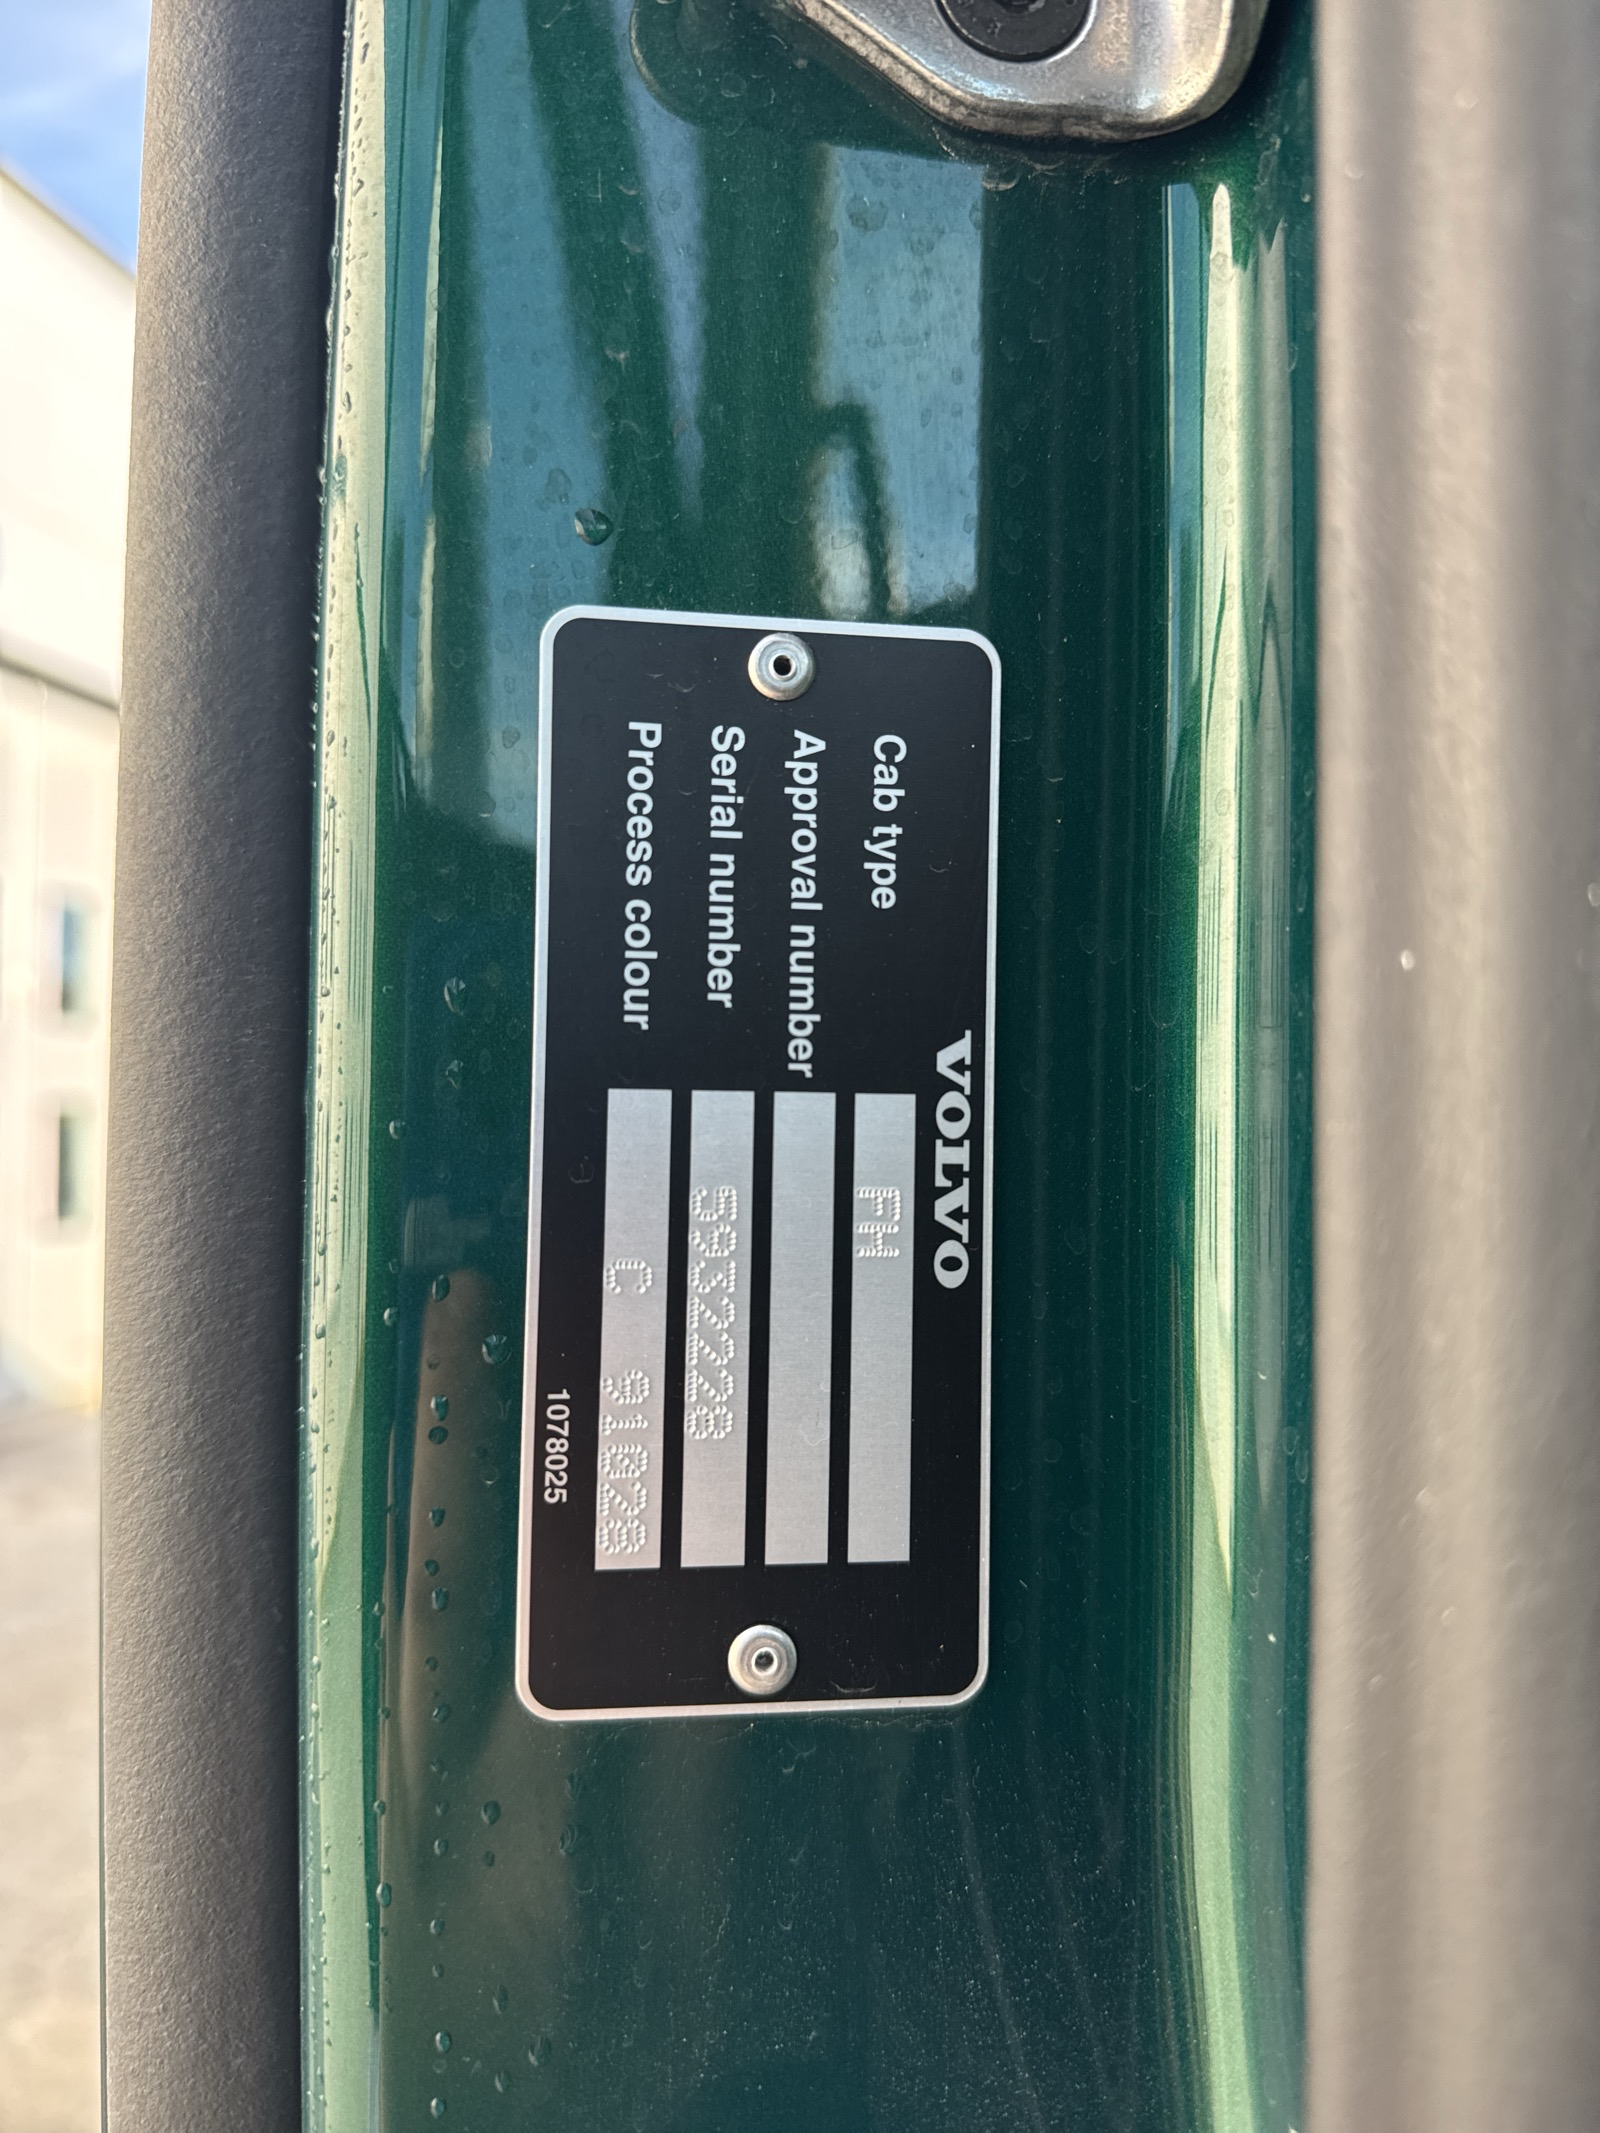 VOLVO
Cab type FH
Approval number
Serial number 5932228
Process colour C 91028
1078025